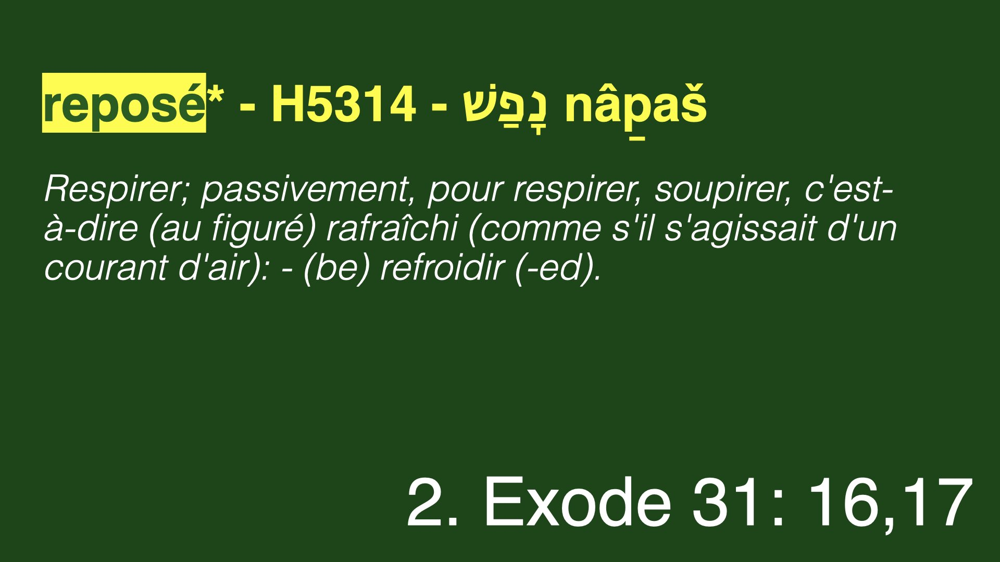 reposé* - H5314 - נָפַשׁ nâp̱aš
Respirer; passivement, pour respirer, soupirer, c'est-
à-dire (au figuré) rafraîchi (comme s'il s'agissait d'un
courant d'air): - (be) refroidir (-ed).
2. Exode 31: 16,17